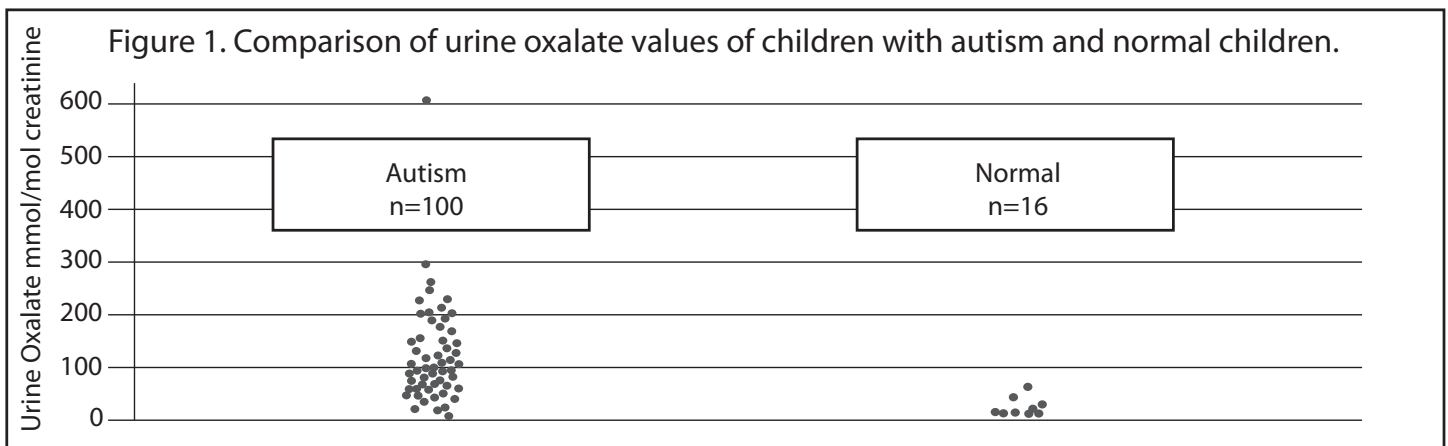 Figure 1. Comparison of urine oxalate values of children with autism and normal children.
Urine Oxalate mmol/mol creatinine
600
500
400
300
200
100
0
Autism
n=100
Normal
n=16